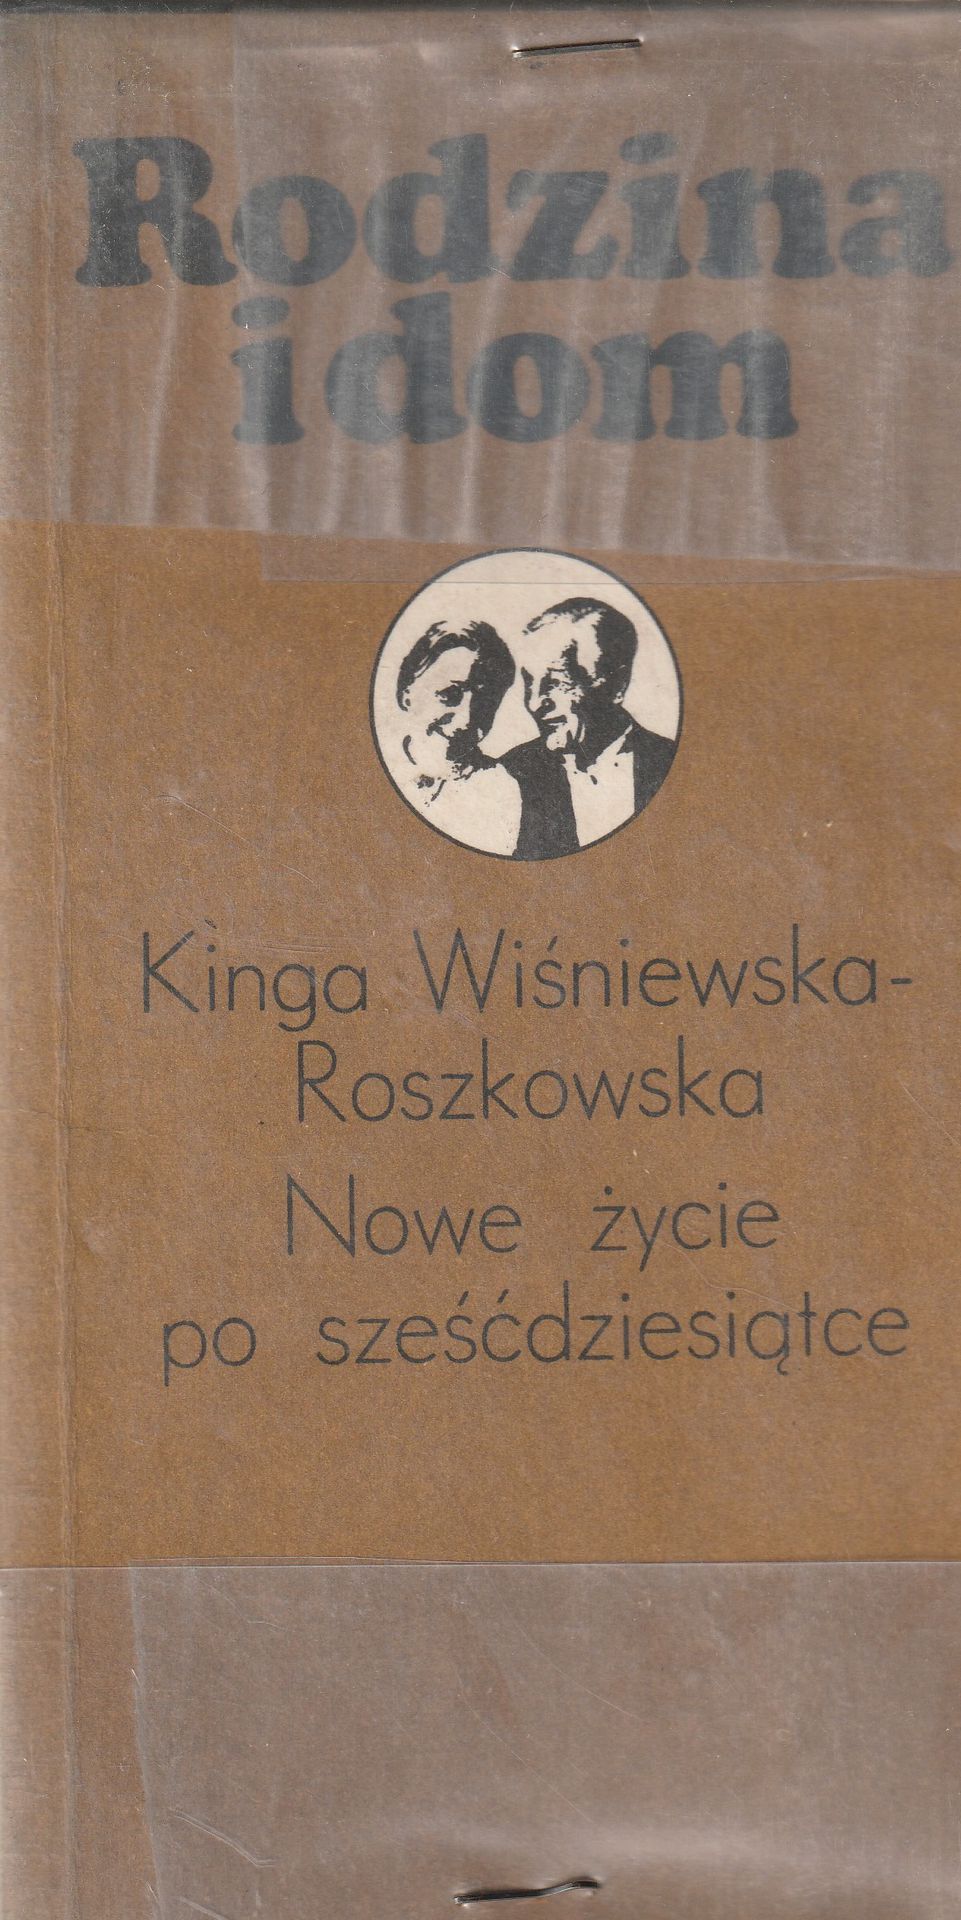 Rodzina
i dom
Kinga Wiśniewska-
Roszkowska
Nowe życie
po sześćdziesiątce